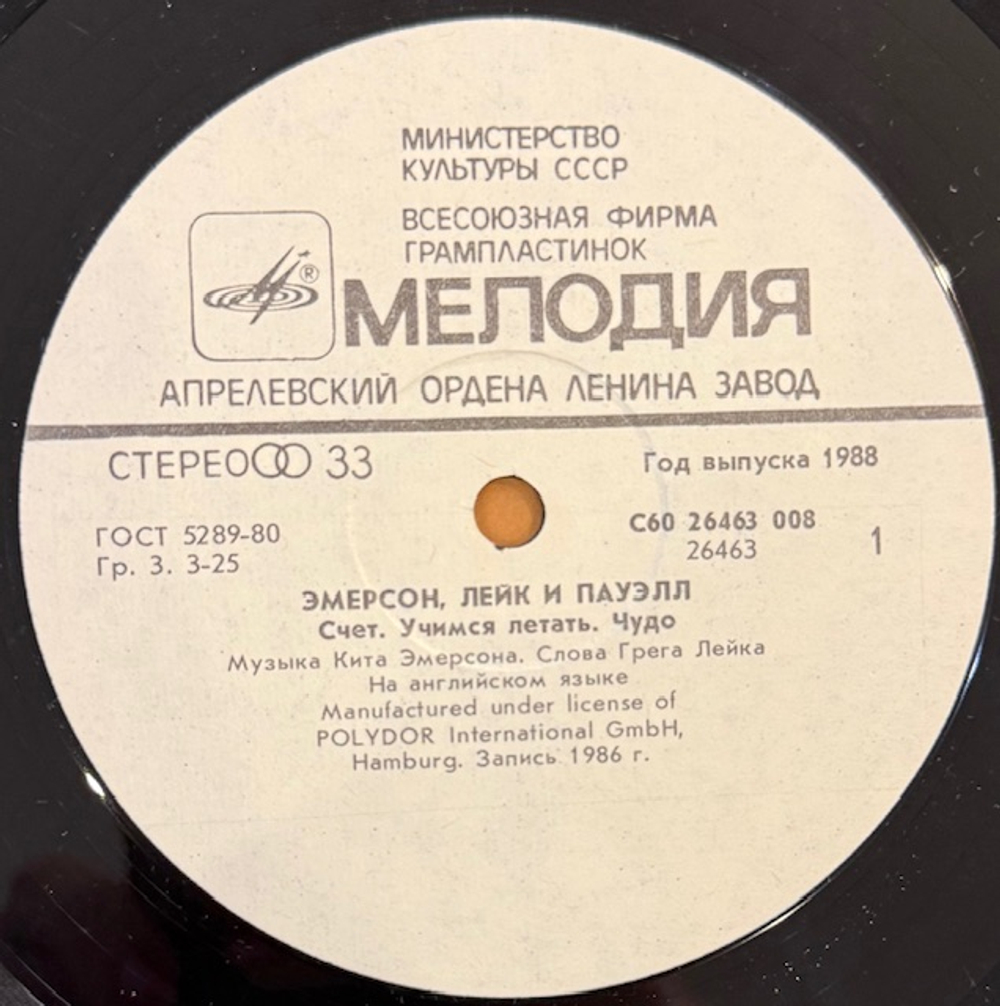 МИНИСТЕРСТВО
КУЛЬТУРЫ СССР
ВСЕСОЮЗНАЯ ФИРМА
ГРАМПЛАСТИНОК
®
МЕЛОДИЯ
АПРЕЛЕВСКИЙ ОРДЕНА ЛЕНИНА ЗАВОД
СТЕРЕО 33
Год выпуска 1988
ГОСТ 5289-80
Гр. 3. 3-25
С60 26463 008
26463
1
ЭМЕРСОН, ЛЕЙК И ПАУЭЛЛ
Счет. Учимся летать. Чудо
Музыка Кита Эмерсона. Слова Грега Лейка
На английском языке
Manufactured under license of
POLYDOR International GmbH,
Hamburg. Запись 1986 г.